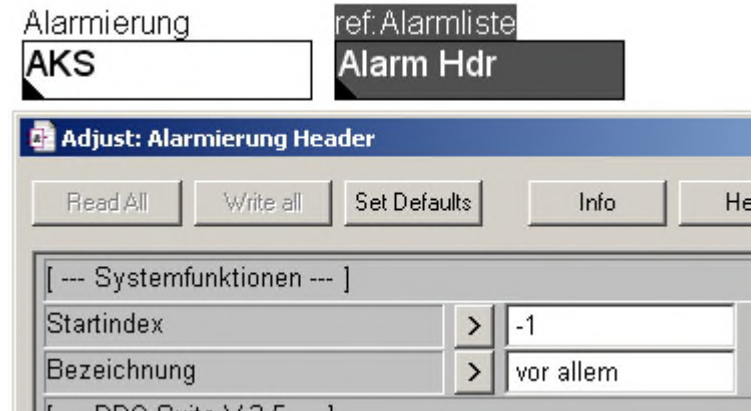 Alarmierung ref:Alarmliste
AKS Alarm Hdr
Adjust: Alarmierung Header
Read All Write all Set Defaults Info He
[ --- Systemfunktionen --- ]
Startindex > -1
Bezeichnung > vor allem